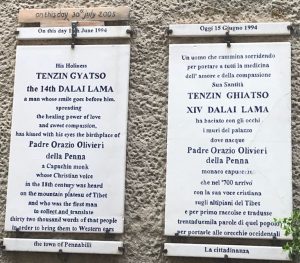 on this day july 2005
On this day June 1994
His Holiness
TENZIN GYATSO
the 14th DALAI LAMA
a man whose smile goes before him,
spreading
the healing power of love
and sweet compassion,
has kissed with his eyes the birthplace of
Padre Orazio Olivieri
della Penna
a Capuchin monk
whose Christian voice
in the 18th century was heard
on the mountain plateau of Tibet
and who was the first man
to collect and translate
thirty two thousand words of that people
in order to bring them to Western ears
the town of Pennabilli
Oggi 15 Giugno 1994
Un uomo che cammina sorridendo
per portare a tutti la medicina
dell' amore e della compassione
Sua Santità
TENZIN GHIATSO
XIV DALAI LAMA
ha baciato con gli occhi
i muri del palazzo
dove nacque
Padre Orazio Olivieri
della Penna
monaco capuccino
che nel '700 arrivò
con la sua voce cristiana
sugli altipiani del Tibet
e per primo raccolse e tradusse
trentaduemila parole di quel popolo
per portarle alle orecchie occidentali
La cittadinanza